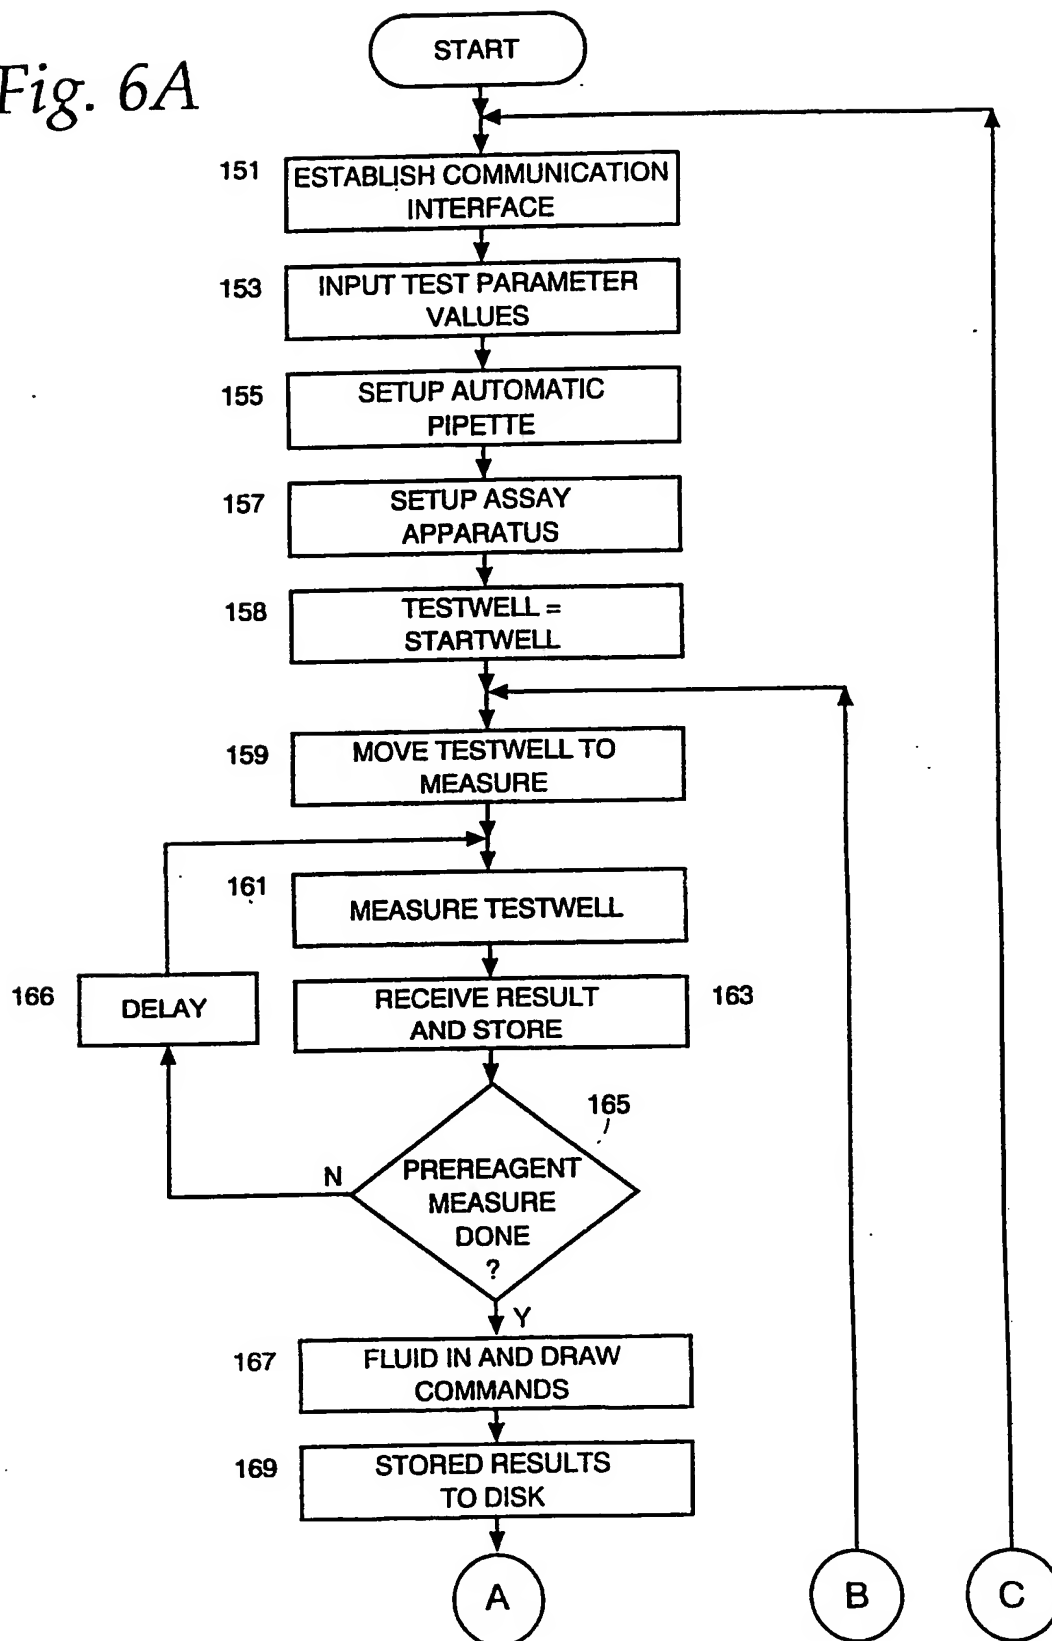 Fig. 6A
START
151
ESTABLISH COMMUNICATION
INTERFACE
153
INPUT TEST PARAMETER
VALUES
155
SETUP AUTOMATIC
PIPETTE
157
SETUP ASSAY
APPARATUS
158
TESTWELL =
STARTWELL
159
MOVE TESTWELL TO
MEASURE
161
MEASURE TESTWELL
166
DELAY
RECEIVE RESULT
AND STORE
163
165
N
PREREAGENT
MEASURE
DONE
?
Y
167
FLUID IN AND DRAW
COMMANDS
169
STORED RESULTS
TO DISK
A
B
C